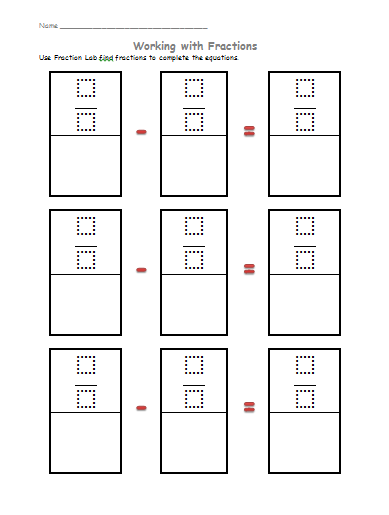 Name
Working with Fractions
Use Fraction Lab find fractions to complete the equations.
- =
- =
- =